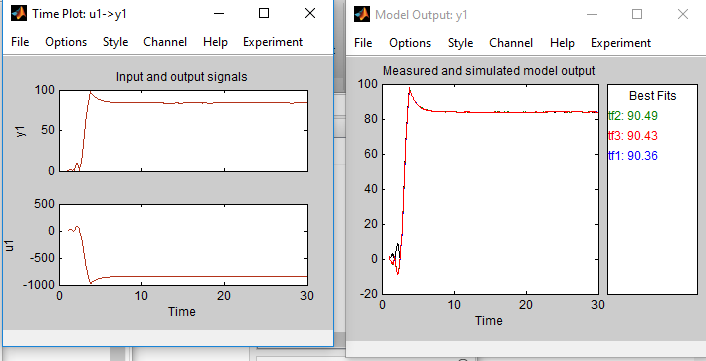 Time Plot: u1->y1
File Options Style Channel Help Experiment
Input and output signals
100
50
0
y1
500
0
-500
-1000
u1
0 10 20 30
Time
Model Output: y1
File Options Style Channel Help Experiment
Measured and simulated model output
100
80
60
40
20
0
-20
0 10 20 30
Time
Best Fits
tf2: 90.49
tf3: 90.43
tf1: 90.36